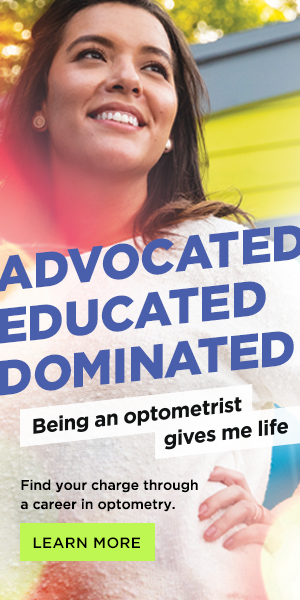 ADVOCATED
EDUCATED
DOMINATED
Being an optometrist
gives me life
Find your charge through
a career in optometry.
LEARN MORE